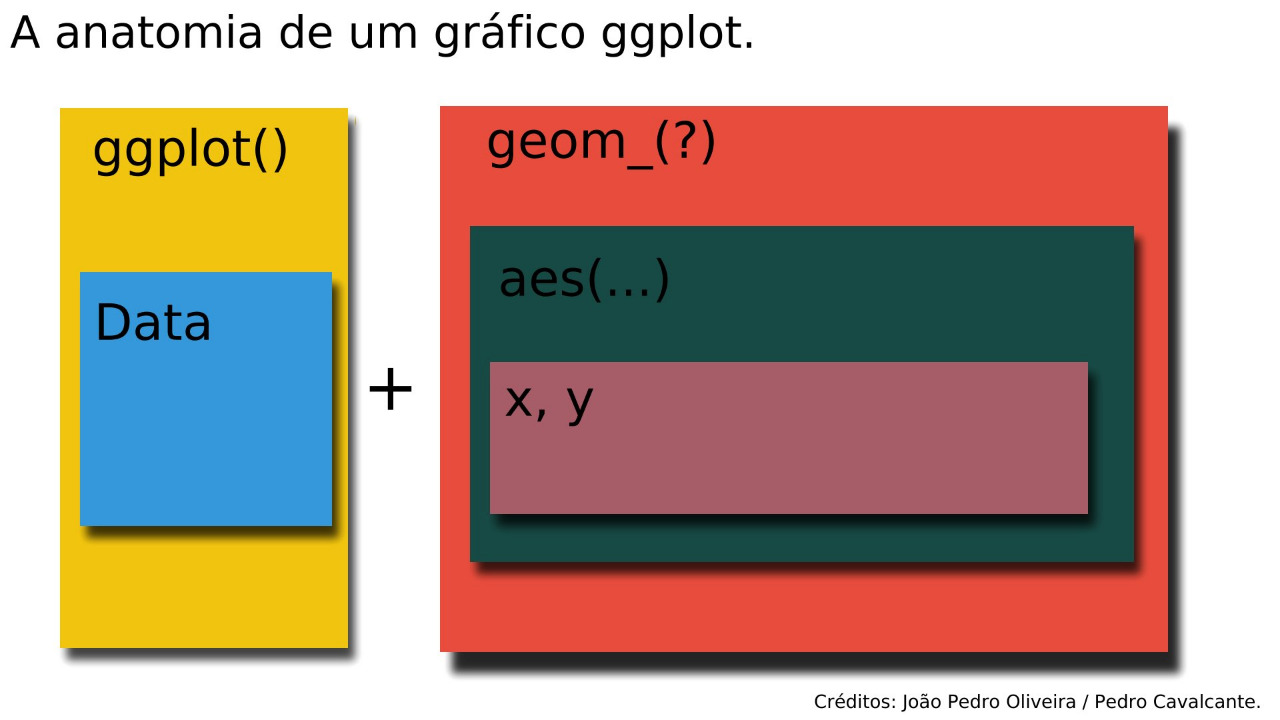 A anatomia de um gráfico ggplot.
ggplot()
Data
+
geom_(?)
aes(...)
x, y
Créditos: João Pedro Oliveira / Pedro Cavalcante.